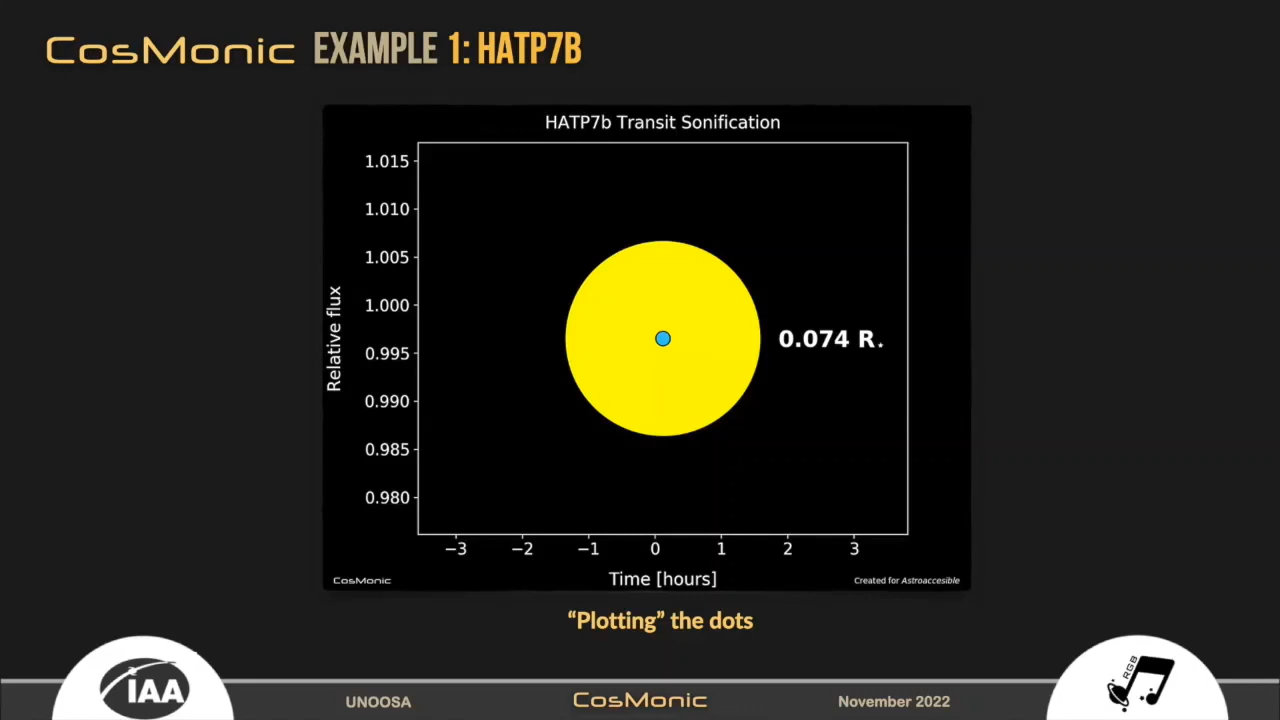 CosMonic EXAMPLE 1: HATP7B
HATP7b Transit Sonification
1.015
1.010
1.005
1.000
0.995
0.990
0.985
0.980
Relative flux
0.074 R⋆
−3 −2 −1 0 1 2 3
Time [hours]
CosMonic
Created for Astroaccesible
“Plotting” the dots
IAA
UNOOSA
CosMonic
November 2022
RGB